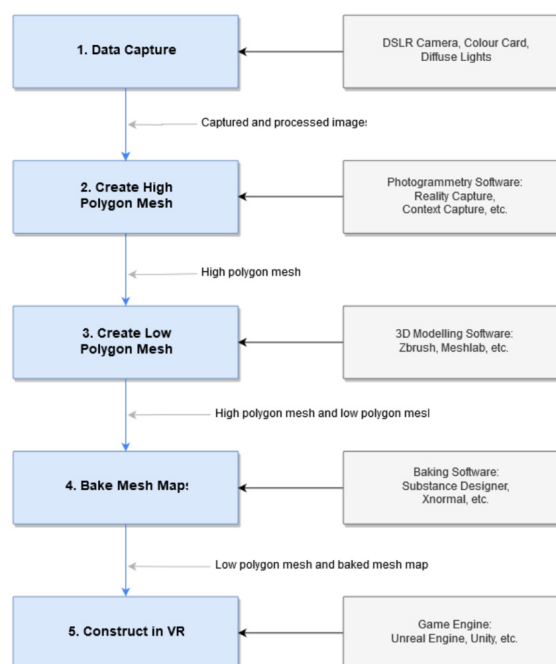 1. Data Capture
DSLR Camera, Colour Card,
Diffuse Lights
Captured and processed images
2. Create High
Polygon Mesh
Photogrammetry Software:
Reality Capture,
Context Capture, etc.
High polygon mesh
3. Create Low
Polygon Mesh
3D Modelling Software:
Zbrush, Meshlab, etc.
High polygon mesh and low polygon mesl
4. Bake Mesh Maps
Baking Software:
Substance Designer,
Xnormal, etc.
Low polygon mesh and baked mesh map
5. Construct in VR
Game Engine:
Unreal Engine, Unity, etc.